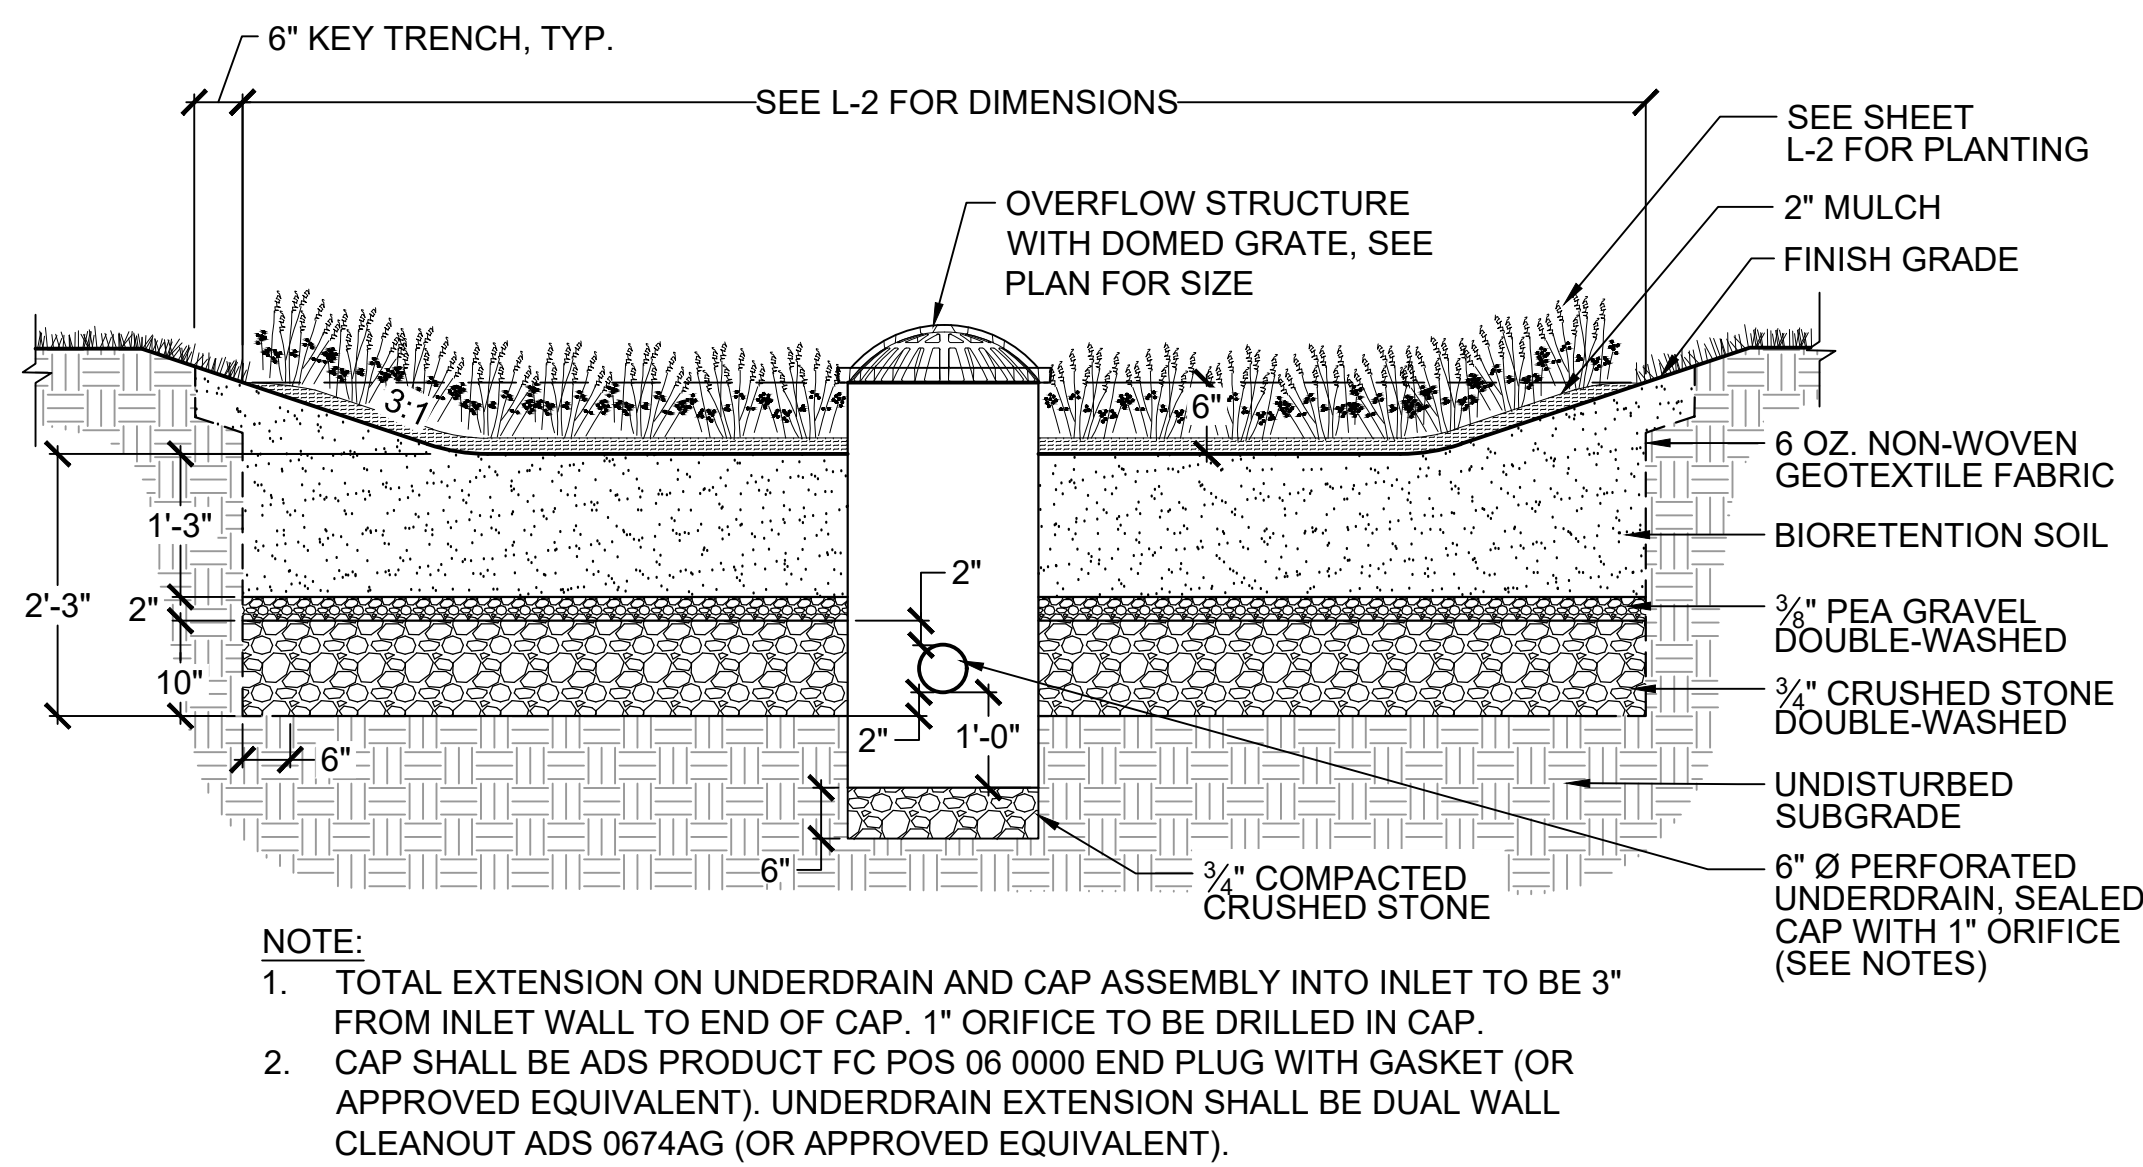 6" KEY TRENCH, TYP.
SEE L-2 FOR DIMENSIONS
SEE SHEET
L-2 FOR PLANTING
OVERFLOW STRUCTURE
WITH DOMED GRATE, SEE
PLAN FOR SIZE
2" MULCH
FINISH GRADE
3:1
6"
6 OZ. NON-WOVEN
GEOTEXTILE FABRIC
1'-3"
BIORETENTION SOIL
2"
2'-3"
2"
⅜" PEA GRAVEL
DOUBLE-WASHED
10"
¾" CRUSHED STONE
DOUBLE-WASHED
2"
1'-0"
6"
UNDISTURBED
SUBGRADE
6"
¾" COMPACTED
CRUSHED STONE
6" Ø PERFORATED
UNDERDRAIN, SEALED
CAP WITH 1" ORIFICE
(SEE NOTES)
NOTE:
1. TOTAL EXTENSION ON UNDERDRAIN AND CAP ASSEMBLY INTO INLET TO BE 3"
FROM INLET WALL TO END OF CAP. 1" ORIFICE TO BE DRILLED IN CAP.
2. CAP SHALL BE ADS PRODUCT FC POS 06 0000 END PLUG WITH GASKET (OR
APPROVED EQUIVALENT). UNDERDRAIN EXTENSION SHALL BE DUAL WALL
CLEANOUT ADS 0674AG (OR APPROVED EQUIVALENT).